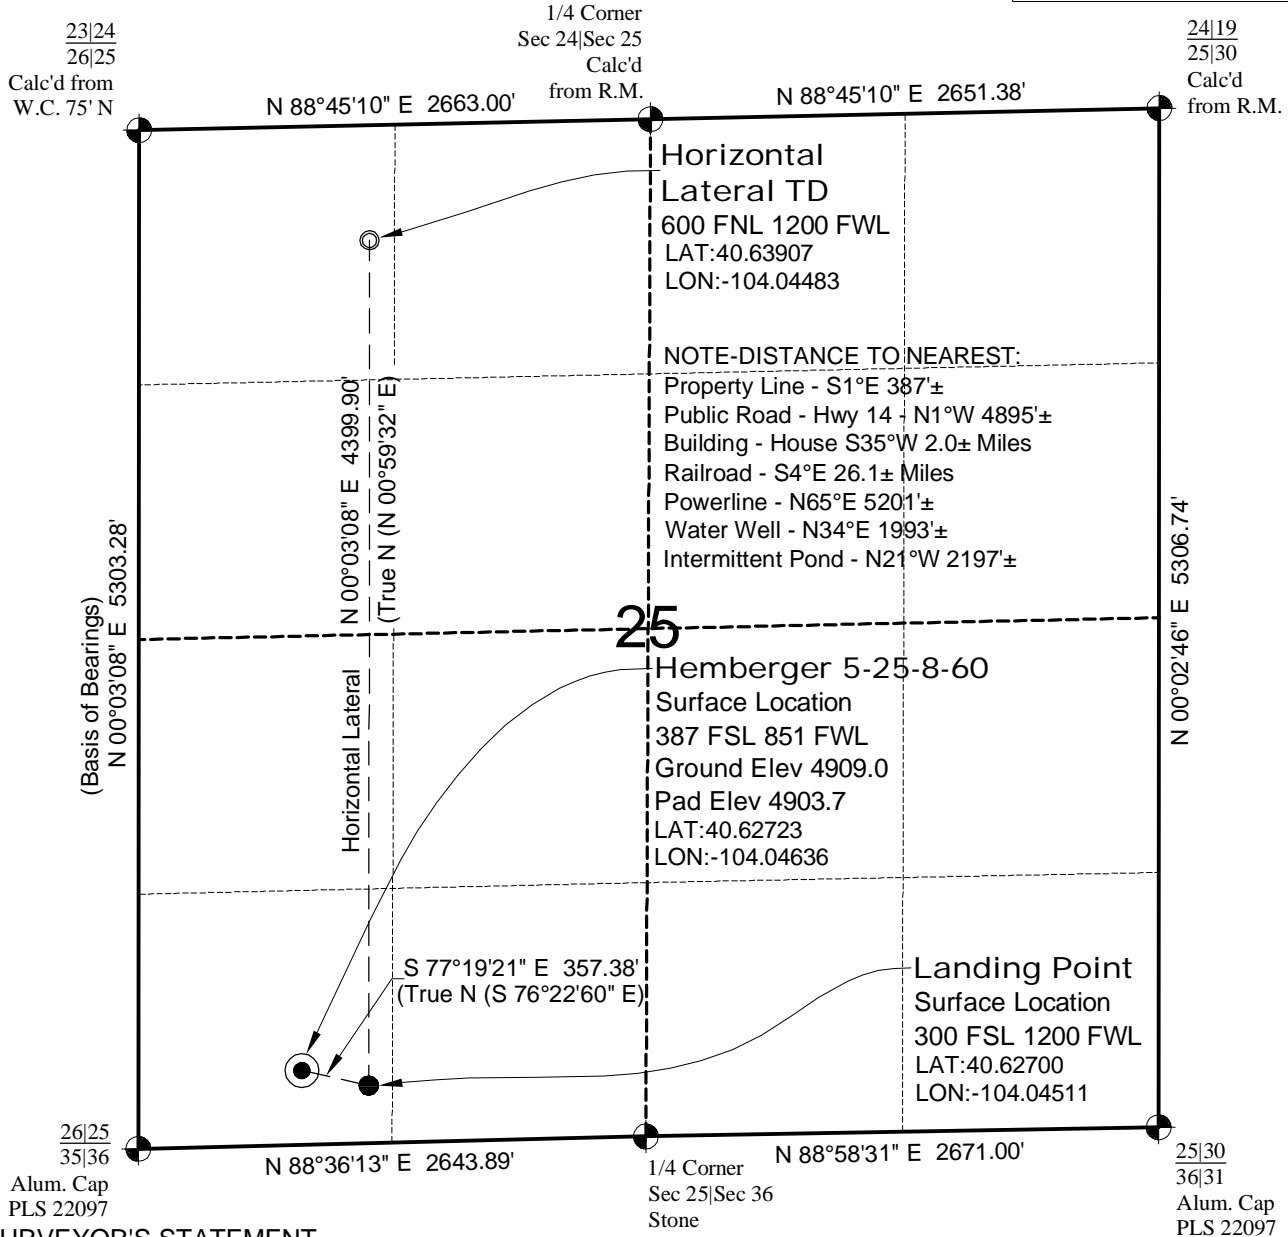 23|24
26|25
Calc'd from
W.C. 75' N
1/4 Corner
Sec 24|Sec 25
Calc'd
from R.M.
24|19
25|30
Calc'd
from R.M.
N 88°45'10" E 2663.00'
N 88°45'10" E 2651.38'
Horizontal
Lateral TD
600 FNL 1200 FWL
LAT:40.63907
LON:-104.04483
NOTE-DISTANCE TO NEAREST:
Property Line - S1°E 387'±
Public Road - Hwy 14 - N1°W 4895'±
Building - House S35°W 2.0± Miles
Railroad - S4°E 26.1± Miles
Powerline - N65°E 5201'±
Water Well - N34°E 1993'±
Intermittent Pond - N21°W 2197'±
N 00°03'08" E 4399.90'
(True N (N 00°59'32" E)
Horizontal Lateral
(Basis of Bearings)
N 00°03'08" E 5303.28'
N 00°02'46" E 5306.74'
25
Hemberger 5-25-8-60
Surface Location
387 FSL 851 FWL
Ground Elev 4909.0
Pad Elev 4903.7
LAT:40.62723
LON:-104.04636
S 77°19'21" E 357.38'
(True N (S 76°22'60" E)
Landing Point
Surface Location
300 FSL 1200 FWL
LAT:40.62700
LON:-104.04511
26|25
35|36
Alum. Cap
PLS 22097
N 88°36'13" E 2643.89'
1/4 Corner
Sec 25|Sec 36
Stone
N 88°58'31" E 2671.00'
25|30
36|31
Alum. Cap
PLS 22097
URVEYOR'S STATEMENT